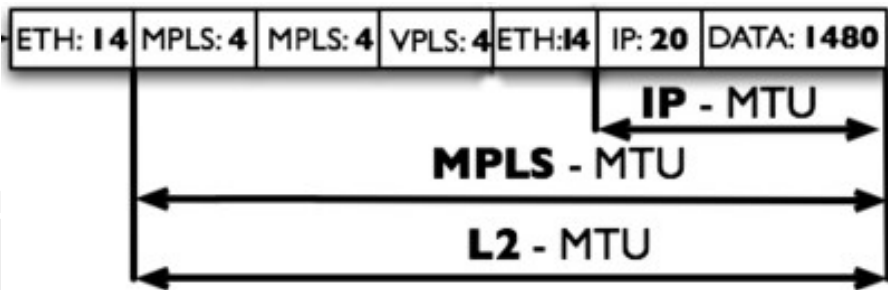 ETH: 14 MPLS: 4 MPLS: 4 VPLS: 4 ETH:14 IP: 20 DATA: 1480
IP - MTU
MPLS - MTU
L2 - MTU